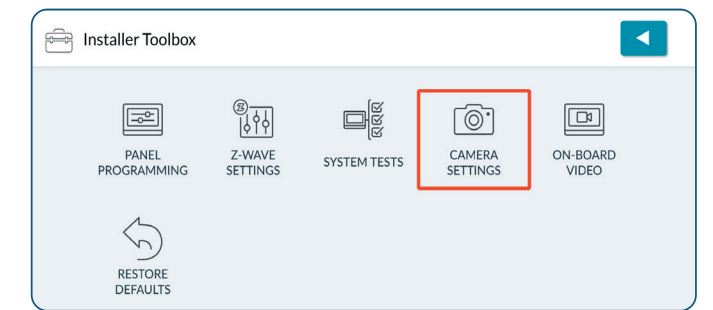 Installer Toolbox
PANEL
PROGRAMMING
Z-WAVE
SETTINGS
SYSTEM TESTS
CAMERA
SETTINGS
ON-BOARD
VIDEO
RESTORE
DEFAULTS